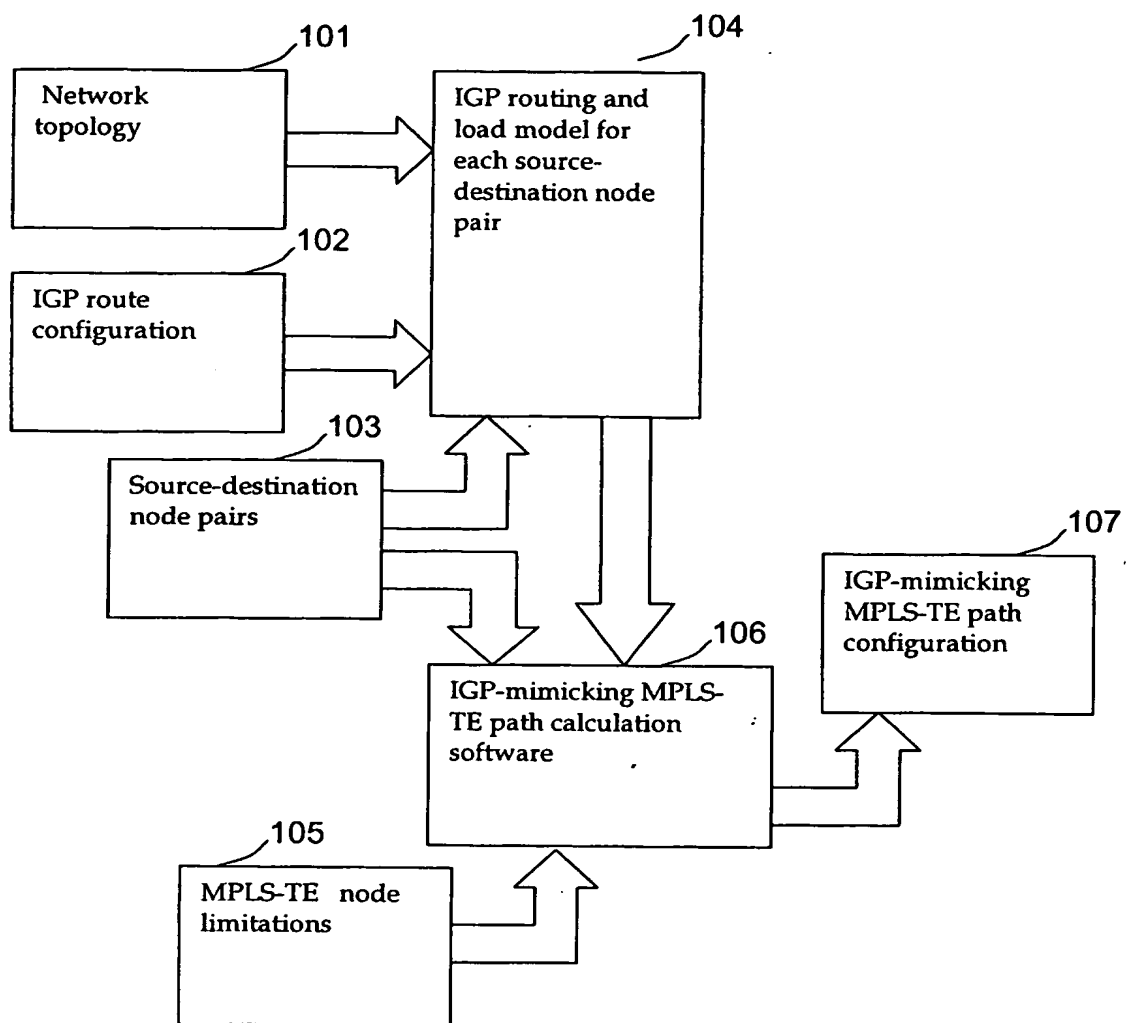 101
Network
topology
104
IGP routing and
load model for
each source-
destination node
pair
102
IGP route
configuration
103
Source-destination
node pairs
107
IGP-mimicking
MPLS-TE path
configuration
106
IGP-mimicking MPLS-
TE path calculation
software
105
MPLS-TE node
limitations